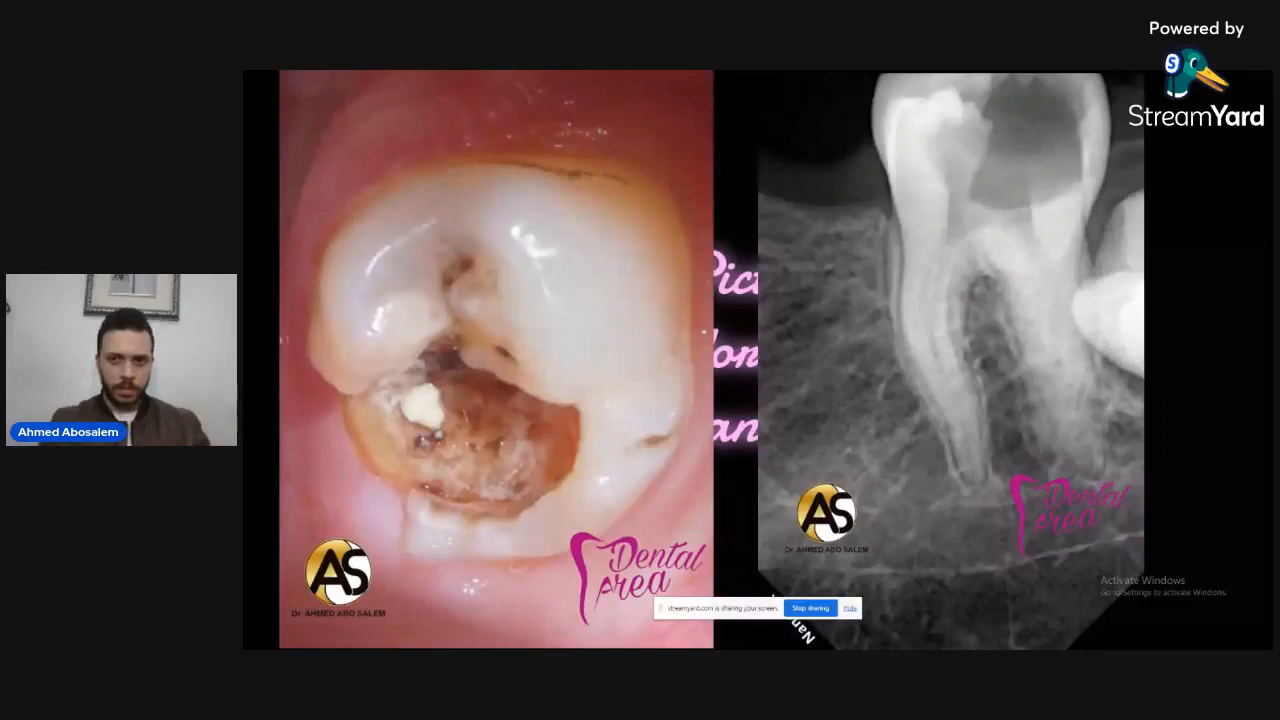 Powered by
S
StreamYard
Ahmed Abosalem
AS
Dr. AHMED ABO SALEM
Dental
Area
streamyard.com is sharing your screen.
Stop sharing
Hide
AS
Dr. AHMED ABO SALEM
Dental
Area
Activate Windows
Go to Settings to activate Windows.